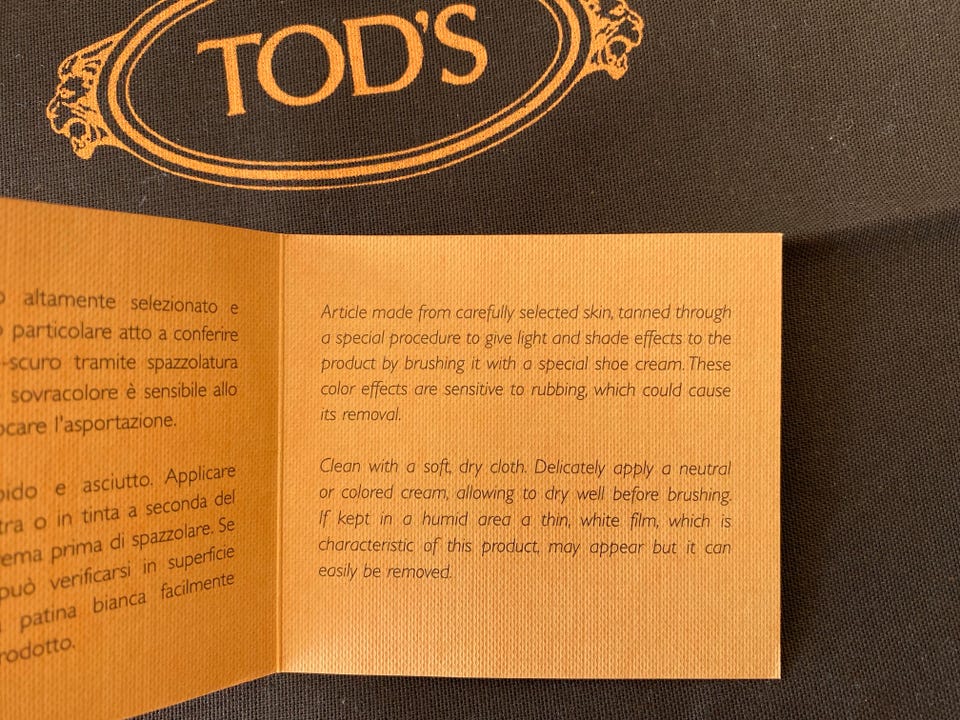 TOD'S
altamente selezionato e
particolare atto a conferire
-scuro tramite spazzolatura
sovracolore è sensibile allo
l'asportazione.
e asciutto. Applicare
o in tinta a seconda del
prima di spazzolare. Se
può verificarsi in superficie
patina bianca facilmente
Article made from carefully selected skin, tanned through
a special procedure to give light and shade effects to the
product by brushing it with a special shoe cream. These
color effects are sensitive to rubbing, which could cause
its removal.
Clean with a soft, dry cloth. Delicately apply a neutral
or colored cream, allowing to dry well before brushing.
If kept in a humid area a thin, white film, which is
characteristic of this product, may appear but it can
easily be removed.